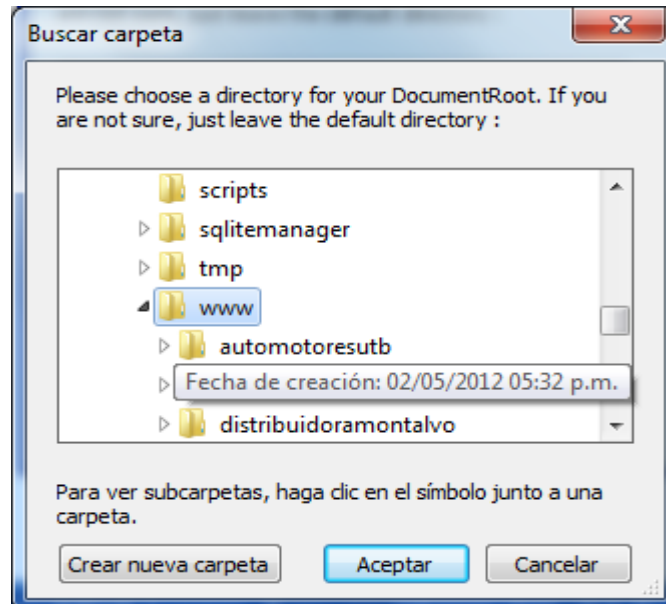 Buscar carpeta
Please choose a directory for your DocumentRoot. If you
are not sure, just leave the default directory :
scripts
sqlitemanager
tmp
www
automotoresutb
Fecha de creación: 02/05/2012 05:32 p.m.
distribuidoramontalvo
Para ver subcarpetas, haga clic en el símbolo junto a una
carpeta.
Crear nueva carpeta
Aceptar
Cancelar